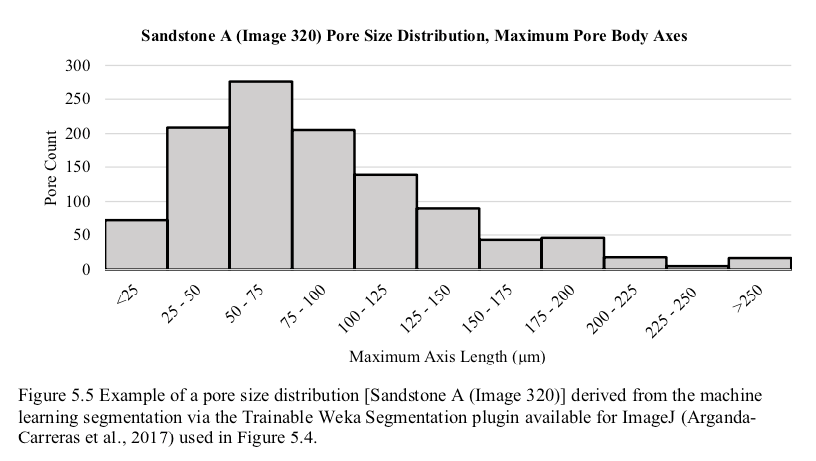 Sandstone A (Image 320) Pore Size Distribution, Maximum Pore Body Axes
300
250
200
150
100
50
0
Pore Count
<25
25 - 50
50 - 75
75 - 100
100 - 125
125 - 150
150 - 175
175 - 200
200 - 225
225 - 250
>250
Maximum Axis Length (μm)
Figure 5.5 Example of a pore size distribution [Sandstone A (Image 320)] derived from the machine
learning segmentation via the Trainable Weka Segmentation plugin available for ImageJ (Arganda-
Carreras et al., 2017) used in Figure 5.4.